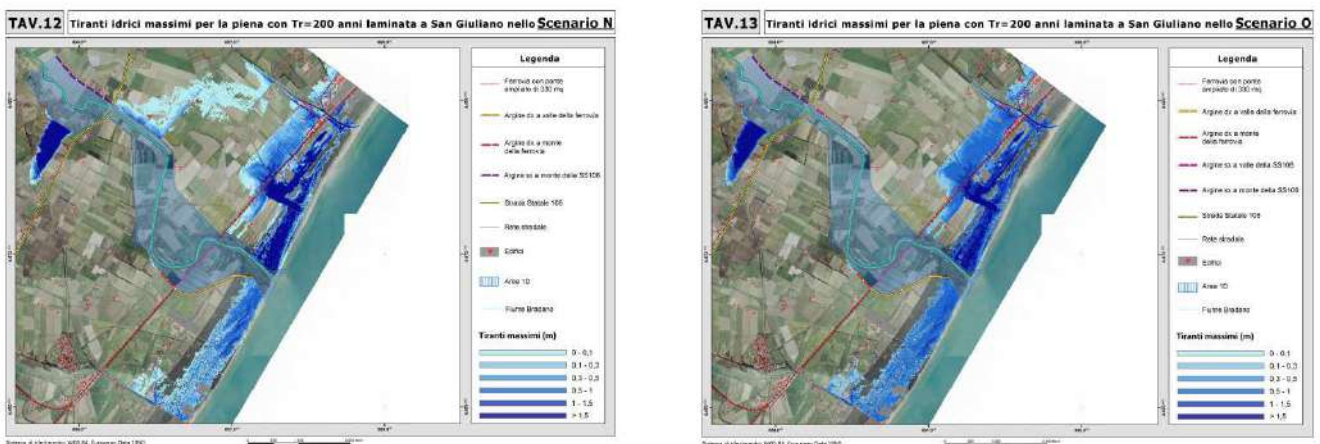 TAV.12 Tiranti idrici massimi per la piena con Tr=200 anni laminata a San Giuliano nello Scenario N
Legenda
Ferrovia con ponte
ampliato di 330 mq
Argine dx a valle della ferrovia
Argine dx a monte
della ferrovia
Argine sx a monte della SS106
Strada Statale 106
Rete stradale
Edifici
Area 1D
Fiume Bradano
Tiranti massimi (m)
0 - 0,1
0,1 - 0,3
0,3 - 0,5
0,5 - 1
1 - 1,5
> 1,5
TAV.13 Tiranti idrici massimi per la piena con Tr=200 anni laminata a San Giuliano nello Scenario O
Legenda
Ferrovia con ponte
ampliato di 330 mq
Argine dx a valle della ferrovia
Argine dx a monte
della ferrovia
Argine sx a valle della SS106
Argine sx a monte della SS106
Strada Statale 106
Rete stradale
Edifici
Area 1D
Fiume Bradano
Tiranti massimi (m)
0 - 0,1
0,1 - 0,3
0,3 - 0,5
0,5 - 1
1 - 1,5
> 1,5